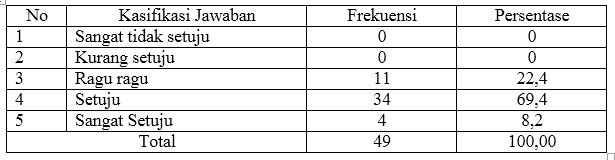 No Kasifikasi Jawaban Frekuensi Persentase
1 Sangat tidak setuju 0 0
2 Kurang setuju 0 0
3 Ragu ragu 11 22,4
4 Setuju 34 69,4
5 Sangat Setuju 4 8,2
Total 49 100,00